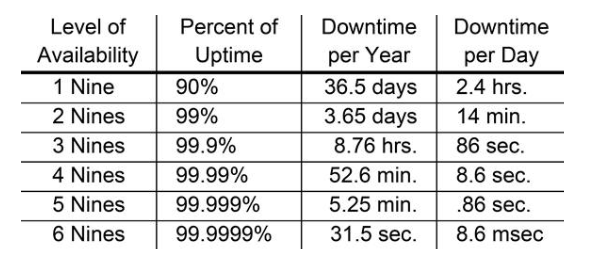 Level of Availability Percent of Uptime Downtime per Year Downtime per Day
1 Nine 90% 36.5 days 2.4 hrs.
2 Nines 99% 3.65 days 14 min.
3 Nines 99.9% 8.76 hrs. 86 sec.
4 Nines 99.99% 52.6 min. 8.6 sec.
5 Nines 99.999% 5.25 min. .86 sec.
6 Nines 99.9999% 31.5 sec. 8.6 msec